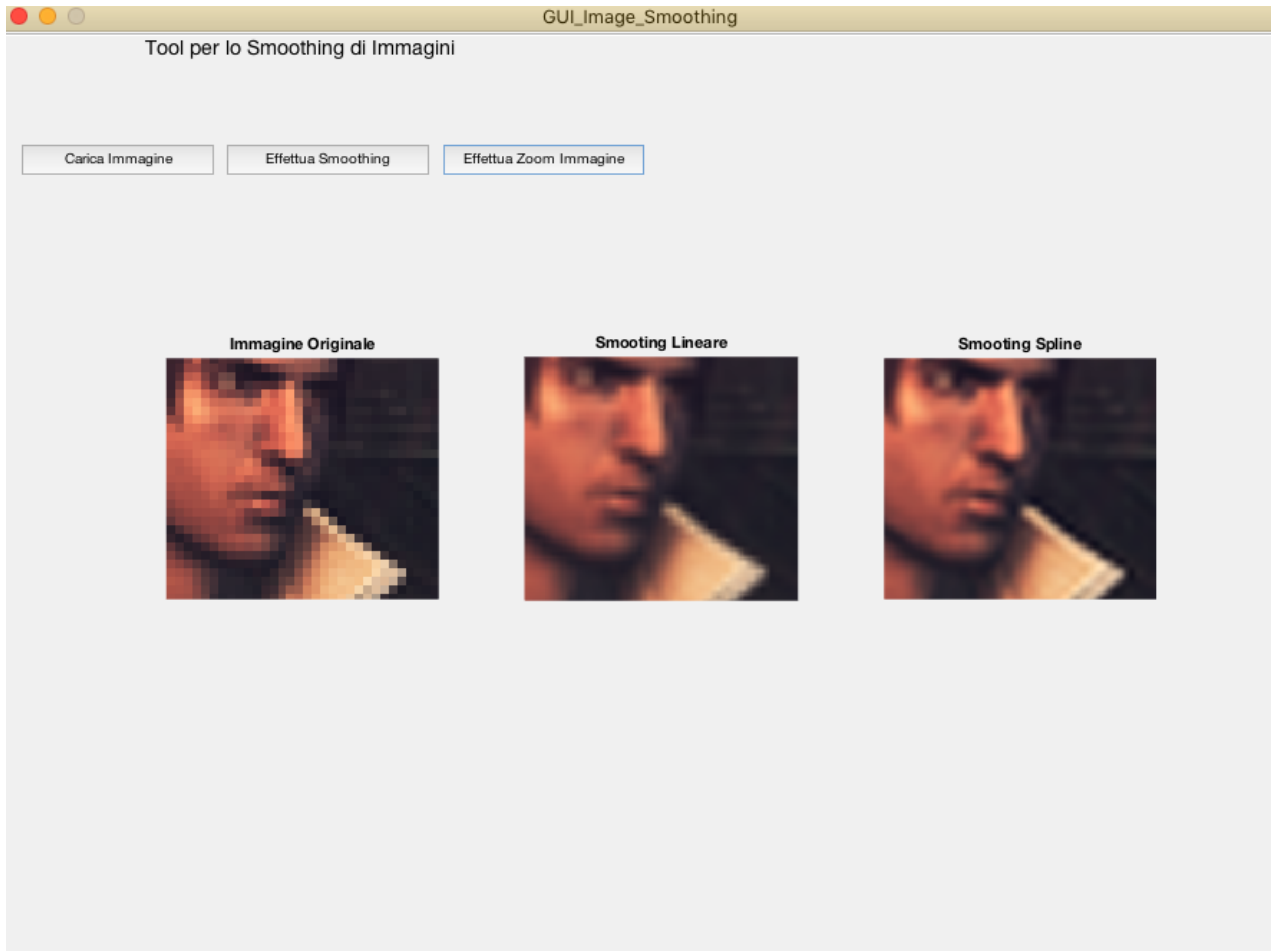 GUI_Image_Smoothing
Tool per lo Smoothing di Immagini
Carica Immagine
Effettua Smoothing
Effettua Zoom Immagine
Immagine Originale
Smooting Lineare
Smooting Spline